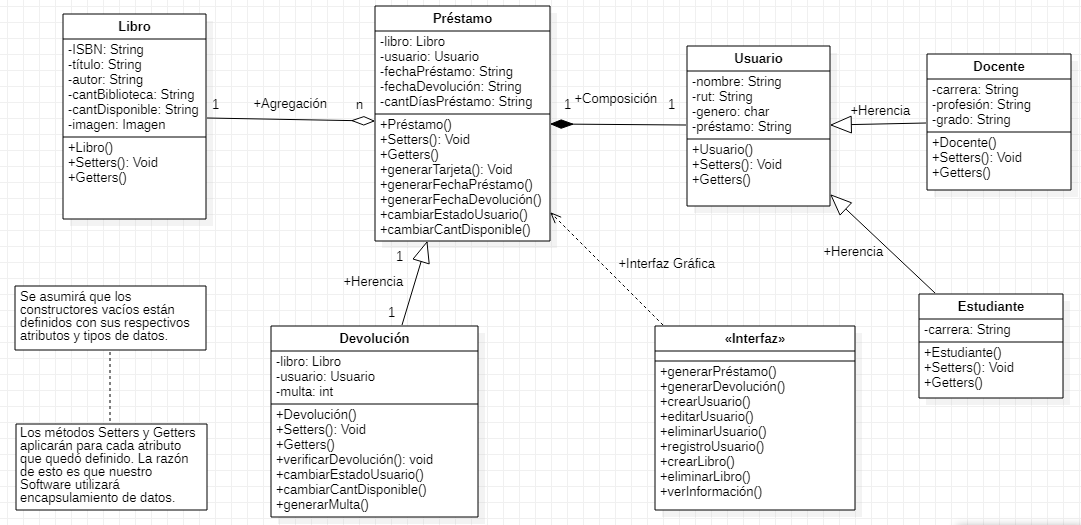 Libro
-ISBN: String
-título: String
-autor: String
-cantBiblioteca: String
-cantDisponible: String
-imagen: Imagen
+Libro()
+Setters(): Void
+Getters()
1
+Agregación
n
Préstamo
-libro: Libro
-usuario: Usuario
-fechaPréstamo: String
-fechaDevolución: String
-cantDíasPréstamo: String
+Préstamo()
+Setters(): Void
+Getters()
+generarTarjeta(): Void
+generarFechaPréstamo()
+generarFechaDevolución()
+cambiarEstadoUsuario()
+cambiarCantDisponible()
1
+Composición
1
Usuario
-nombre: String
-rut: String
-genero: char
-préstamo: String
+Usuario()
+Setters(): Void
+Getters()
+Herencia
Docente
-carrera: String
-profesión: String
-grado: String
+Docente()
+Setters(): Void
+Getters()
+Herencia
Estudiante
-carrera: String
+Estudiante()
+Setters(): Void
+Getters()
1
+Herencia
1
+Interfaz Gráfica
Se asumirá que los
constructores vacíos están
definidos con sus respectivos
atributos y tipos de datos.
Los métodos Setters y Getters
aplicarán para cada atributo
que quedó definido. La razón
de esto es que nuestro
Software utilizará
encapsulamiento de datos.
Devolución
-libro: Libro
-usuario: Usuario
-multa: int
+Devolución()
+Setters(): Void
+Getters()
+verificarDevolución(): void
+cambiarEstadoUsuario()
+cambiarCantDisponible()
+generarMulta()
«Interfaz»
+generarPréstamo()
+generarDevolución()
+crearUsuario()
+editarUsuario()
+eliminarUsuario()
+registroUsuario()
+crearLibro()
+eliminarLibro()
+verInformación()